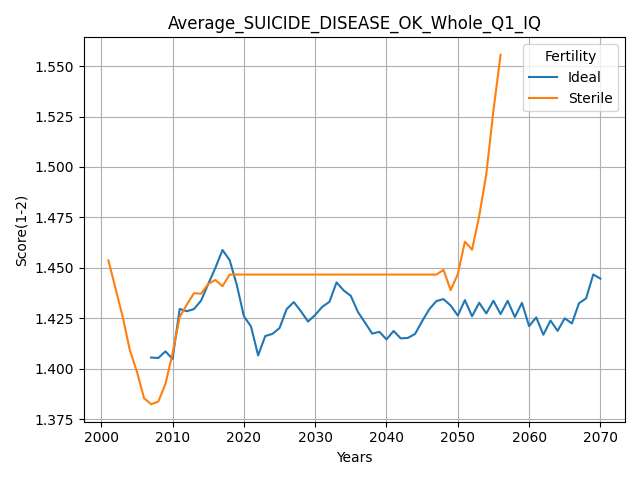 Average_SUICIDE_DISEASE_OK_Whole_Q1_IQ
Fertility
Ideal
Sterile
Score(1-2)
1.550
1.525
1.500
1.475
1.450
1.425
1.400
1.375
2000 2010 2020 2030 2040 2050 2060 2070
Years